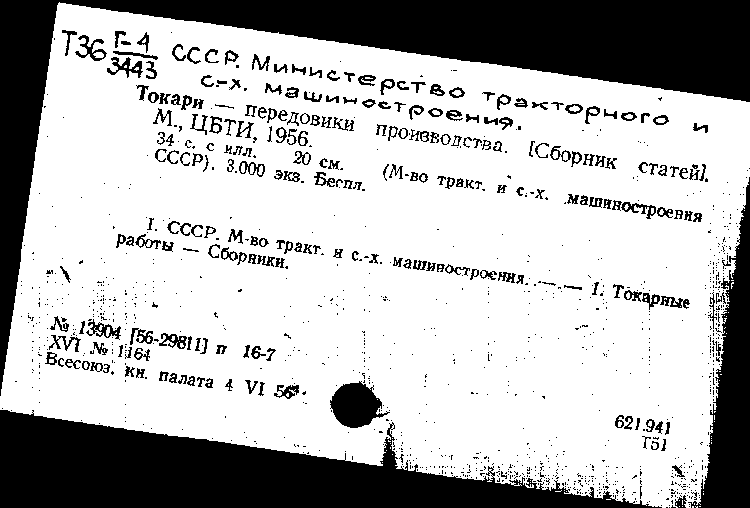 Т36 Г-4
3443
СССР. Министерство тракторного и
с.-х. машиностроения.
Токари — передовики производства. [Сборник статей].
М., ЦБТИ, 1956.
34 с. с илл. 20 см. (М-во тракт. и с.-х. машиностроения
СССР). 3.000 экз. Беспл.
I. СССР. М-во тракт. и с.-х. машиностроения. — — 1. Токарные
работы — Сборники.
№ 13904 [56-29811] п 16-7
XVI № 1164
Всесоюз. кн. палата 4 VI 56
621.941
Т51